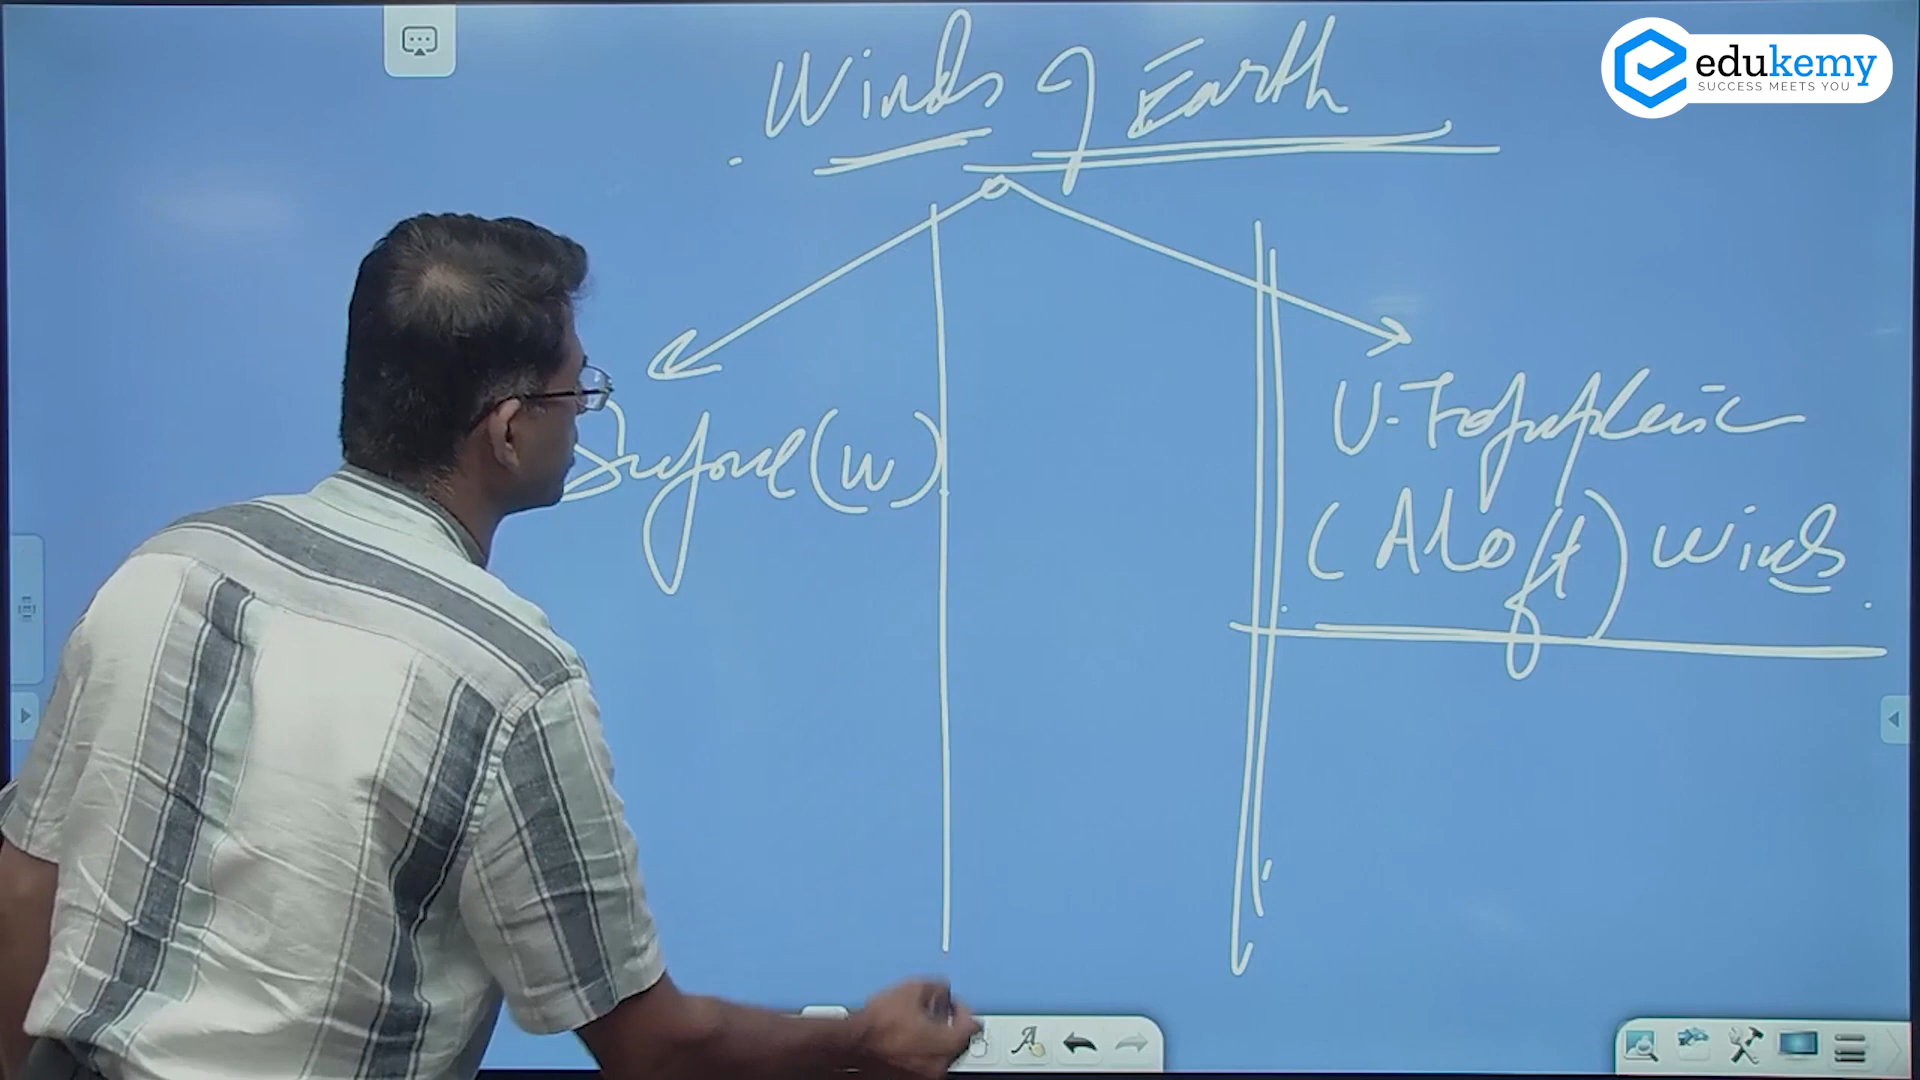 Winds of Earth
edukemy
SUCCESS MEETS YOU
Surface (W)
U-Tropospheric
(Aloft) Winds